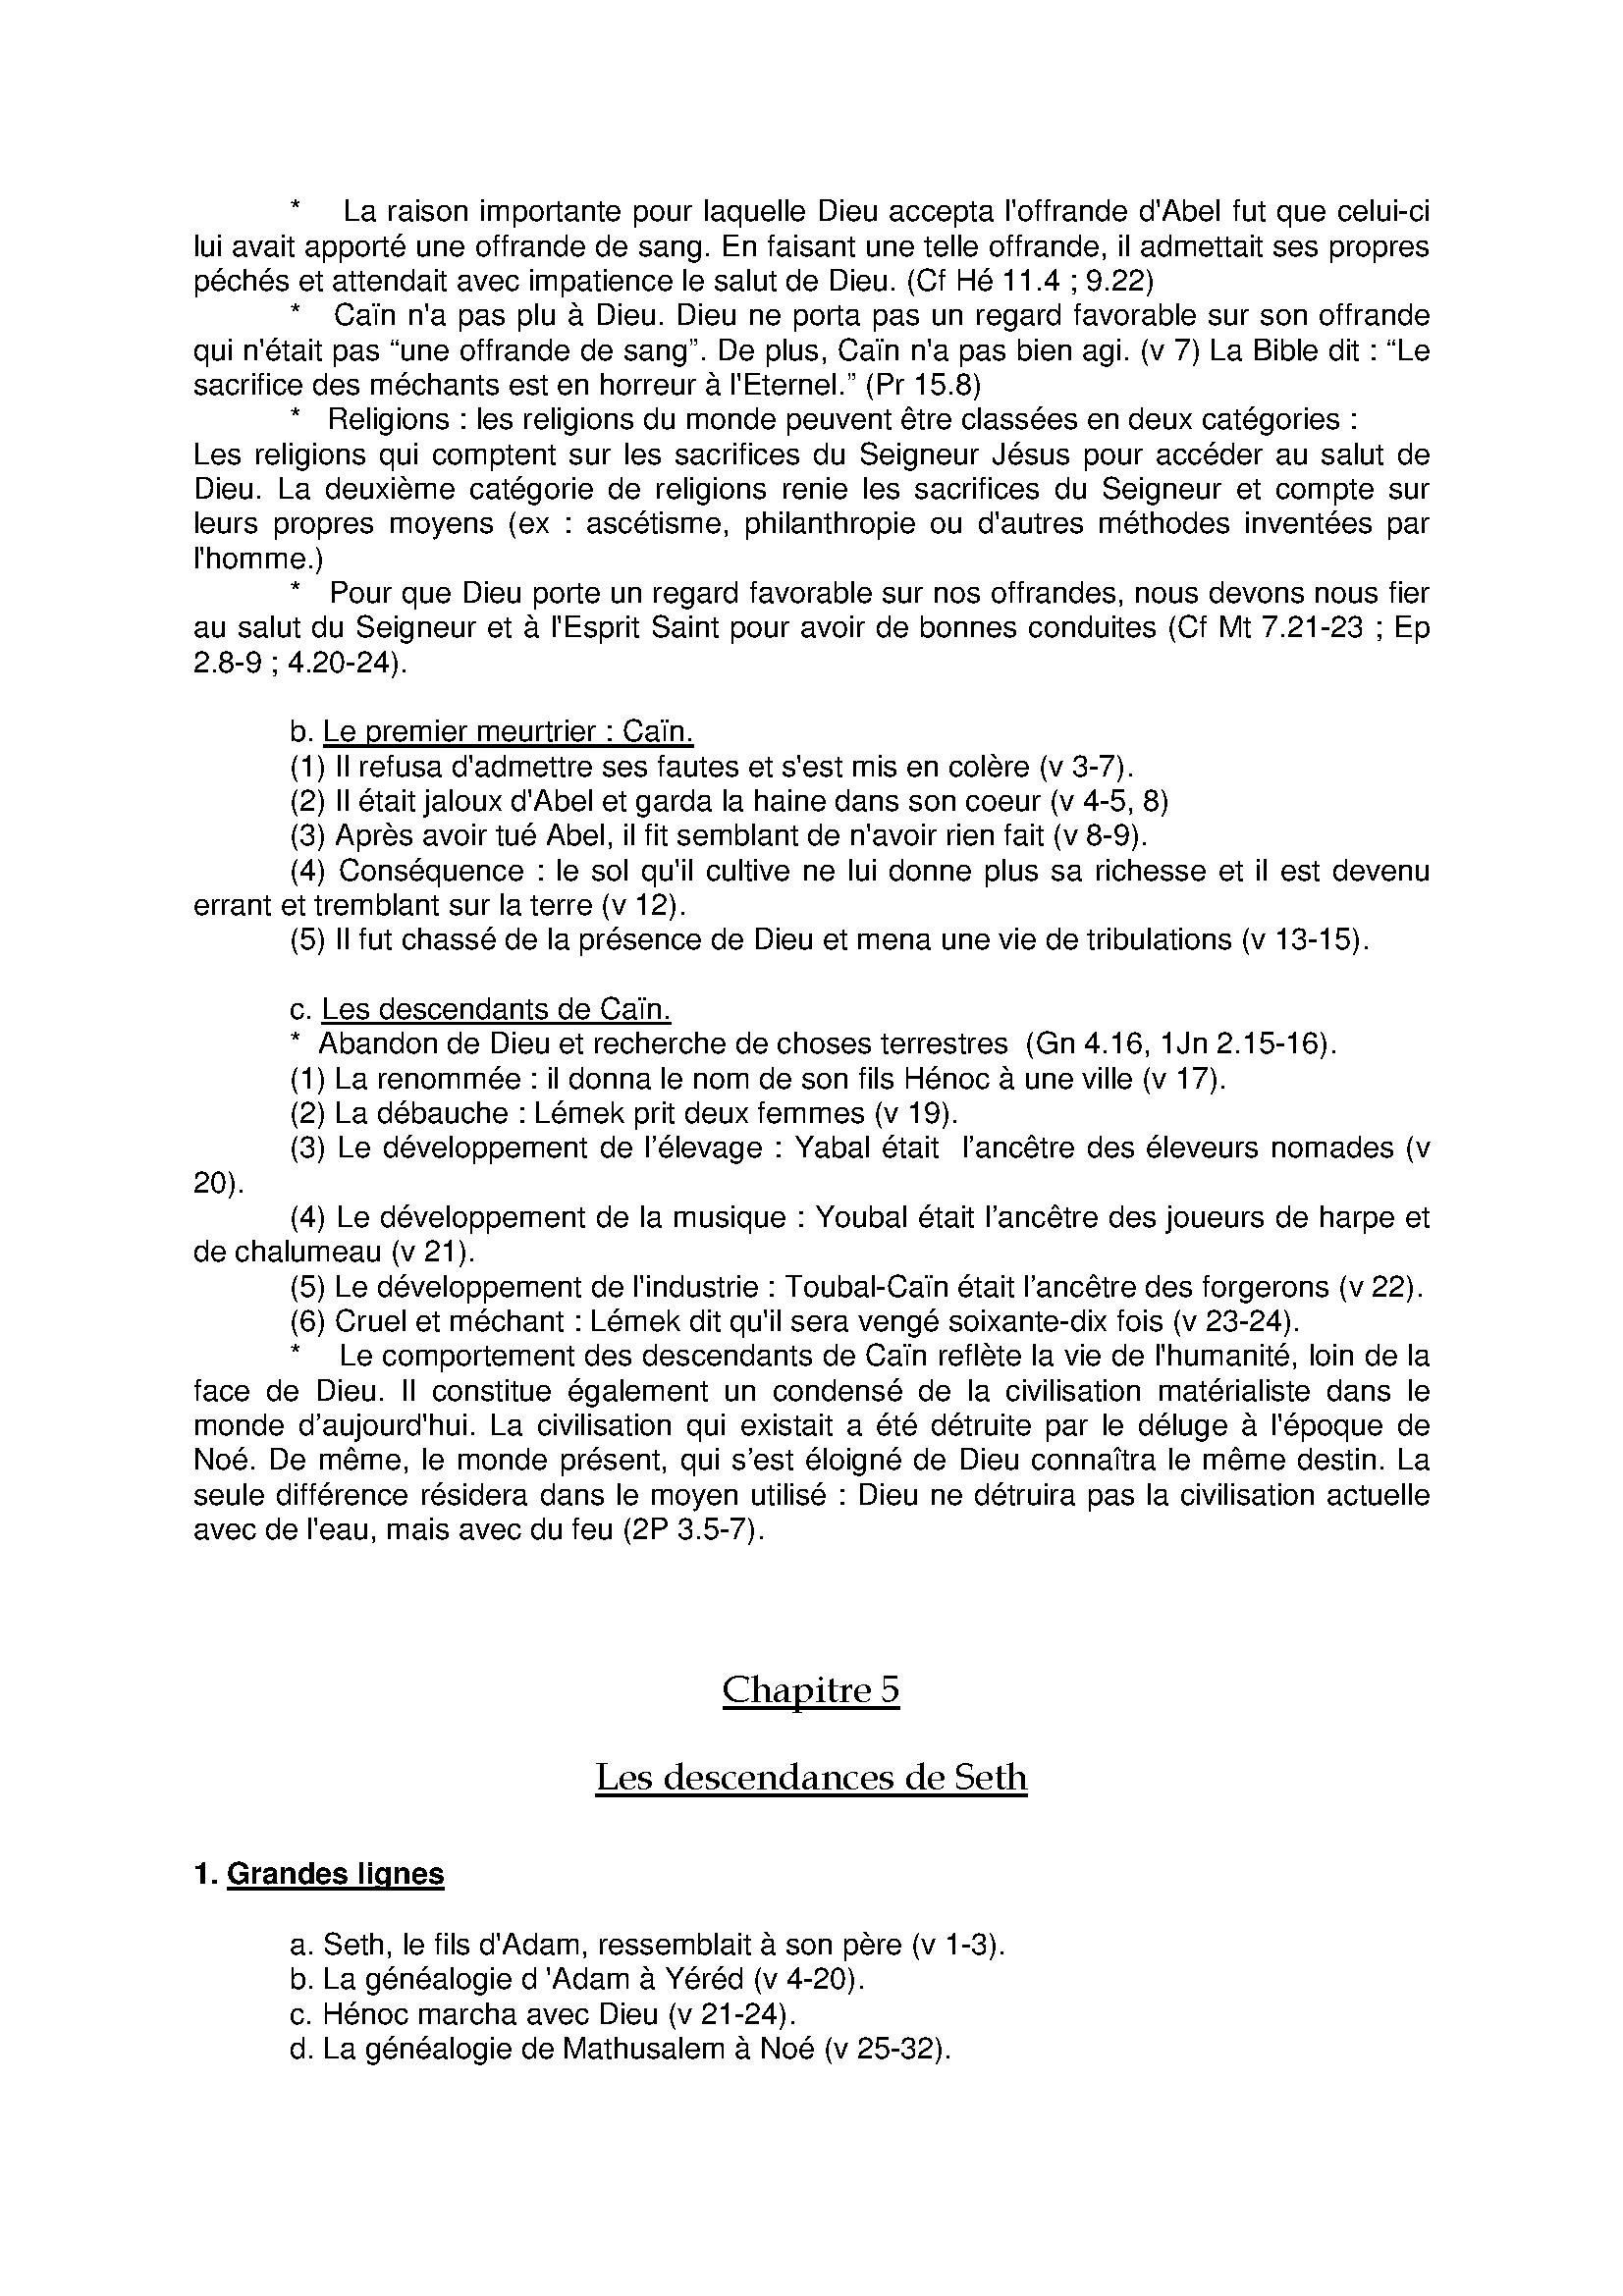 * La raison importante pour laquelle Dieu accepta l'offrande d'Abel fut que celui-ci
lui avait apporté une offrande de sang. En faisant une telle offrande, il admettait ses propres
péchés et attendait avec impatience le salut de Dieu. (Cf Hé 11.4 ; 9.22)
* Caïn n'a pas plu à Dieu. Dieu ne porta pas un regard favorable sur son offrande
qui n'était pas “une offrande de sang”. De plus, Caïn n'a pas bien agi. (v 7) La Bible dit : “Le
sacrifice des méchants est en horreur à l'Eternel.” (Pr 15.8)
* Religions : les religions du monde peuvent être classées en deux catégories :
Les religions qui comptent sur les sacrifices du Seigneur Jésus pour accéder au salut de
Dieu. La deuxième catégorie de religions renie les sacrifices du Seigneur et compte sur
leurs propres moyens (ex : ascétisme, philanthropie ou d'autres méthodes inventées par
l'homme.)
* Pour que Dieu porte un regard favorable sur nos offrandes, nous devons nous fier
au salut du Seigneur et à l'Esprit Saint pour avoir de bonnes conduites (Cf Mt 7.21-23 ; Ep
2.8-9 ; 4.20-24).
b. Le premier meurtrier : Caïn.
(1) Il refusa d'admettre ses fautes et s'est mis en colère (v 3-7).
(2) Il était jaloux d'Abel et garda la haine dans son coeur (v 4-5, 8)
(3) Après avoir tué Abel, il fit semblant de n'avoir rien fait (v 8-9).
(4) Conséquence : le sol qu'il cultive ne lui donne plus sa richesse et il est devenu
errant et tremblant sur la terre (v 12).
(5) Il fut chassé de la présence de Dieu et mena une vie de tribulations (v 13-15).
c. Les descendants de Caïn.
* Abandon de Dieu et recherche de choses terrestres (Gn 4.16, 1Jn 2.15-16).
(1) La renommée : il donna le nom de son fils Hénoc à une ville (v 17).
(2) La débauche : Lémek prit deux femmes (v 19).
(3) Le développement de l’élevage : Yabal était l’ancêtre des éleveurs nomades (v
20).
(4) Le développement de la musique : Youbal était l’ancêtre des joueurs de harpe et
de chalumeau (v 21).
(5) Le développement de l'industrie : Toubal-Caïn était l’ancêtre des forgerons (v 22).
(6) Cruel et méchant : Lémek dit qu'il sera vengé soixante-dix fois (v 23-24).
* Le comportement des descendants de Caïn reflète la vie de l'humanité, loin de la
face de Dieu. Il constitue également un condensé de la civilisation matérialiste dans le
monde d’aujourd'hui. La civilisation qui existait a été détruite par le déluge à l'époque de
Noé. De même, le monde présent, qui s’est éloigné de Dieu connaîtra le même destin. La
seule différence résidera dans le moyen utilisé : Dieu ne détruira pas la civilisation actuelle
avec de l'eau, mais avec du feu (2P 3.5-7).
Chapitre 5
Les descendances de Seth
1. Grandes lignes
a. Seth, le fils d'Adam, ressemblait à son père (v 1-3).
b. La généalogie d 'Adam à Yéréd (v 4-20).
c. Hénoc marcha avec Dieu (v 21-24).
d. La généalogie de Mathusalem à Noé (v 25-32).